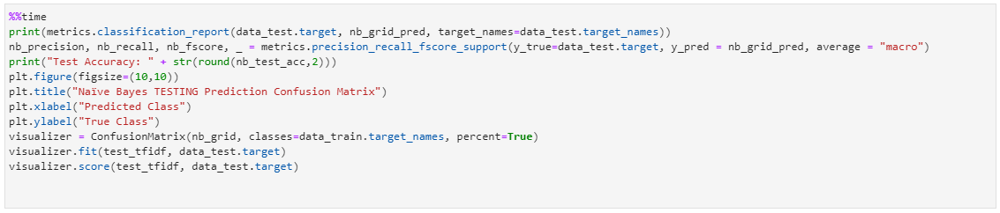 %%time
print(metrics.classification_report(data_test.target, nb_grid_pred, target_names=data_test.target_names))
nb_precision, nb_recall, nb_fscore, _ = metrics.precision_recall_fscore_support(y_true=data_test.target, y_pred = nb_grid_pred, average = "macro")
print("Test Accuracy: " + str(round(nb_test_acc,2)))
plt.figure(figsize=(10,10))
plt.title("Naïve Bayes TESTING Prediction Confusion Matrix")
plt.xlabel("Predicted Class")
plt.ylabel("True Class")
visualizer = ConfusionMatrix(nb_grid, classes=data_train.target_names, percent=True)
visualizer.fit(test_tfidf, data_test.target)
visualizer.score(test_tfidf, data_test.target)